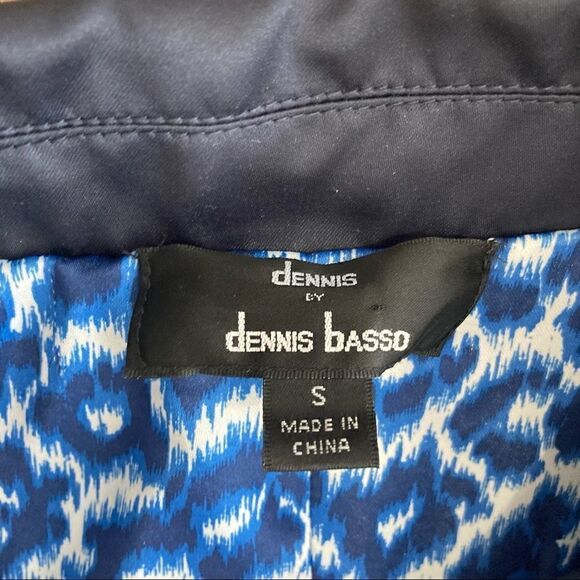 dENNIS
BY
dENNIS bASSO
S
MADE IN
CHINA